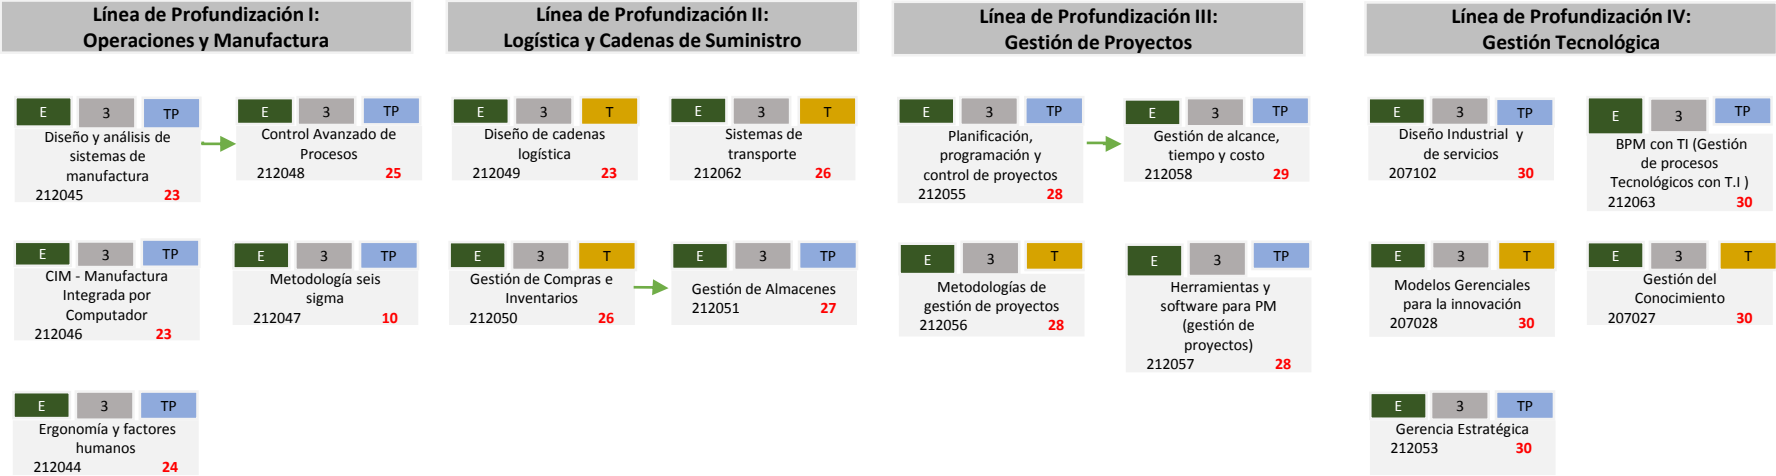 Línea de Profundización I:
Operaciones y Manufactura
E 3 TP
Diseño y análisis de
sistemas de
manufactura
212045 23
E 3 TP
Control Avanzado de
Procesos
212048 25
E 3 TP
CIM - Manufactura
Integrada por
Computador
212046 23
E 3 TP
Metodología seis
sigma
212047 10
E 3 TP
Ergonomía y factores
humanos
212044 24
Línea de Profundización II:
Logística y Cadenas de Suministro
E 3 T
Diseño de cadenas
logística
212049 23
E 3 T
Sistemas de
transporte
212062 26
E 3 T
Gestión de Compras e
Inventarios
212050 26
E 3 TP
Gestión de Almacenes
212051 27
Línea de Profundización III:
Gestión de Proyectos
E 3 TP
Planificación,
programación y
control de proyectos
212055 28
E 3 TP
Gestión de alcance,
tiempo y costo
212058 29
E 3 T
Metodologías de
gestión de proyectos
212056 28
E 3 TP
Herramientas y
software para PM
(gestión de
proyectos)
212057 28
Línea de Profundización IV:
Gestión Tecnológica
E 3 TP
Diseño Industrial y
de servicios
207102 30
E 3 TP
BPM con TI (Gestión
de procesos
Tecnológicos con T.I )
212063 30
E 3 T
Modelos Gerenciales
para la innovación
207028 30
E 3 T
Gestión del
Conocimiento
207027 30
E 3 TP
Gerencia Estratégica
212053 30